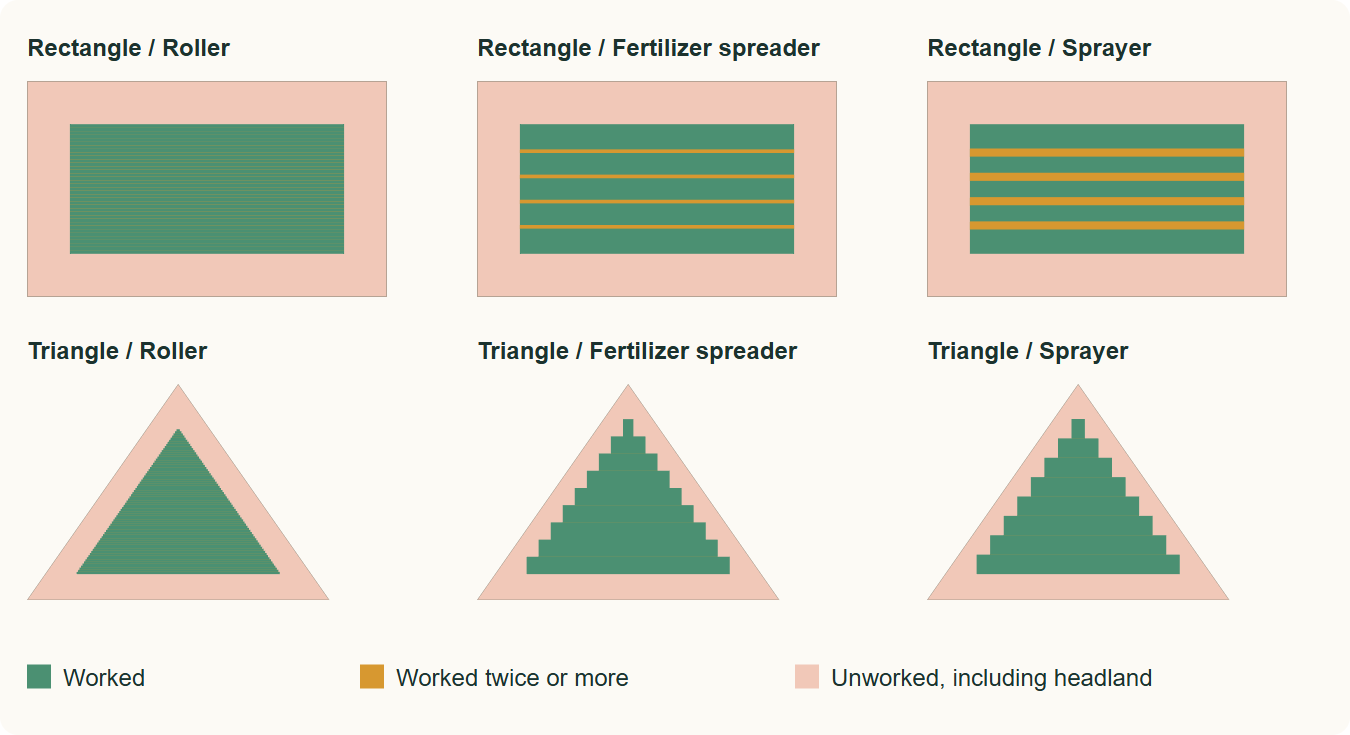 Rectangle / Roller
Rectangle / Fertilizer spreader
Rectangle / Sprayer
Triangle / Roller
Triangle / Fertilizer spreader
Triangle / Sprayer
Worked
Worked twice or more
Unworked, including headland